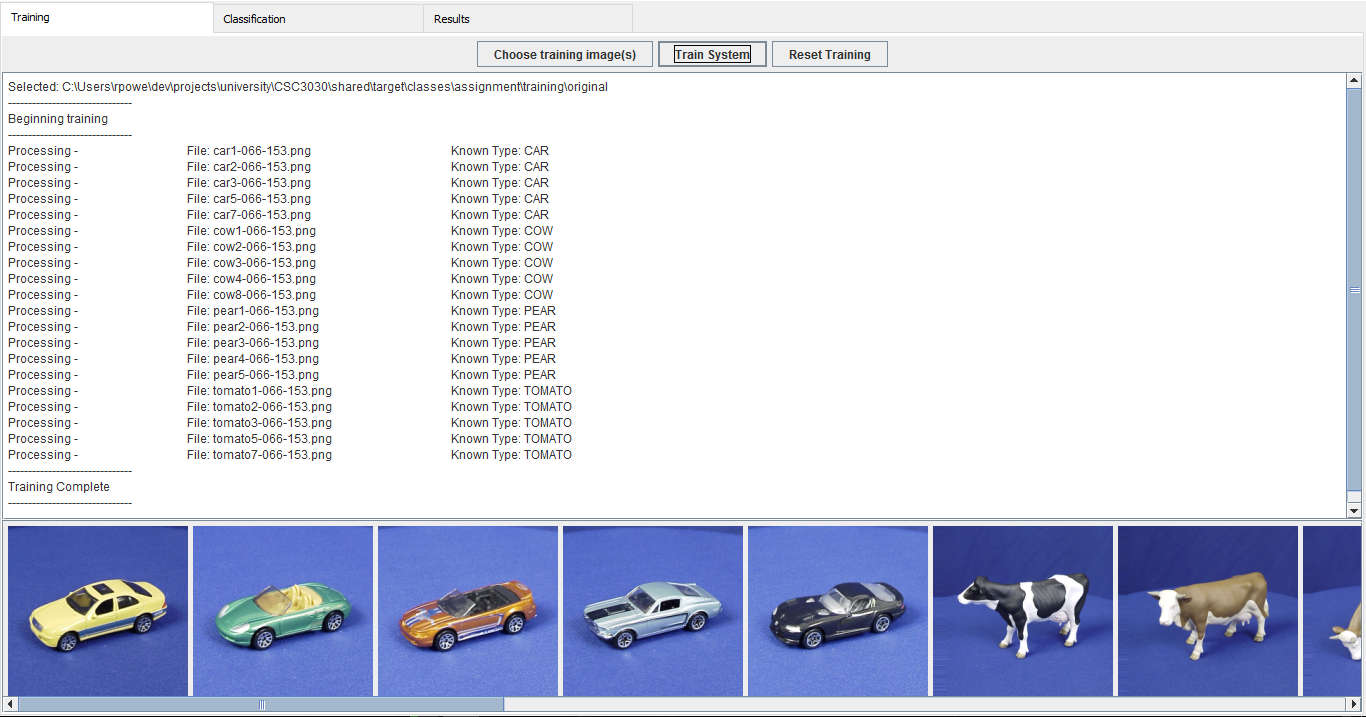 Training
Classification
Results
Choose training image(s)
Train System
Reset Training
Selected: C:\Users\rpowe\dev\projects\university\CSC3030\shared\target\classes\assignment\training\original
-------------------------------
Beginning training
-------------------------------
Processing - File: car1-066-153.png Known Type: CAR
Processing - File: car2-066-153.png Known Type: CAR
Processing - File: car3-066-153.png Known Type: CAR
Processing - File: car5-066-153.png Known Type: CAR
Processing - File: car7-066-153.png Known Type: CAR
Processing - File: cow1-066-153.png Known Type: COW
Processing - File: cow2-066-153.png Known Type: COW
Processing - File: cow3-066-153.png Known Type: COW
Processing - File: cow4-066-153.png Known Type: COW
Processing - File: cow8-066-153.png Known Type: COW
Processing - File: pear1-066-153.png Known Type: PEAR
Processing - File: pear2-066-153.png Known Type: PEAR
Processing - File: pear3-066-153.png Known Type: PEAR
Processing - File: pear4-066-153.png Known Type: PEAR
Processing - File: pear5-066-153.png Known Type: PEAR
Processing - File: tomato1-066-153.png Known Type: TOMATO
Processing - File: tomato2-066-153.png Known Type: TOMATO
Processing - File: tomato3-066-153.png Known Type: TOMATO
Processing - File: tomato5-066-153.png Known Type: TOMATO
Processing - File: tomato7-066-153.png Known Type: TOMATO
-------------------------------
Training Complete
-------------------------------